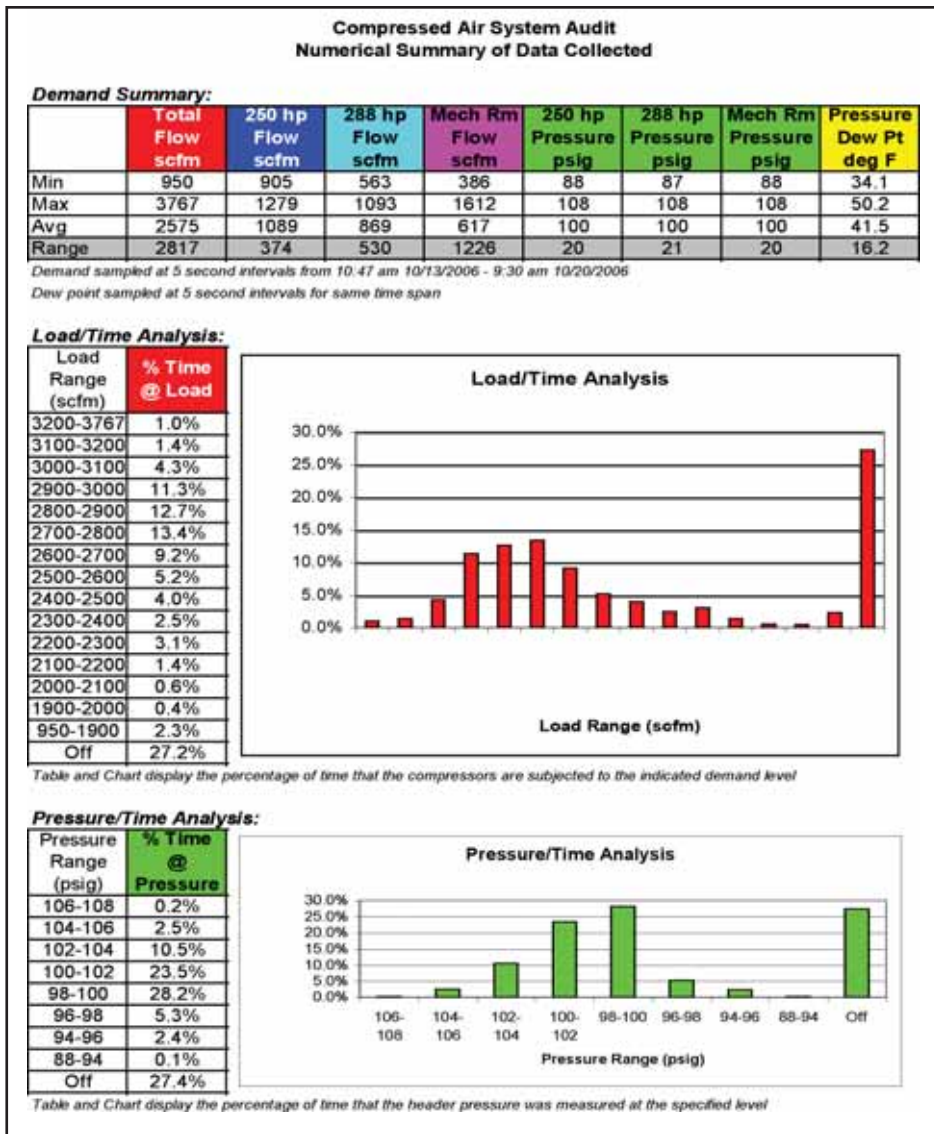 Compressed Air System Audit
Numerical Summary of Data Collected
Demand Summary:
Total Flow scfm 250 hp Flow scfm 288 hp Flow scfm Mech Rm Flow scfm 250 hp Pressure psig 288 hp Pressure psig Mech Rm Pressure psig Pressure Dew Pt deg F
Min 950 905 563 386 88 87 88 34.1
Max 3767 1279 1093 1612 108 108 108 50.2
Avg 2575 1089 869 617 100 100 100 41.5
Range 2817 374 530 1226 20 21 20 16.2
Demand sampled at 5 second intervals from 10:47 am 10/13/2006 - 9:30 am 10/20/2006
Dew point sampled at 5 second intervals for same time span
Load/Time Analysis:
Load Range (scfm) % Time @ Load
3200-3767 1.0%
3100-3200 1.4%
3000-3100 4.3%
2900-3000 11.3%
2800-2900 12.7%
2700-2800 13.4%
2600-2700 9.2%
2500-2600 5.2%
2400-2500 4.0%
2300-2400 2.5%
2200-2300 3.1%
2100-2200 1.4%
2000-2100 0.6%
1900-2000 0.4%
950-1900 2.3%
Off 27.2%
Load/Time Analysis
30.0%
25.0%
20.0%
15.0%
10.0%
5.0%
0.0%
Load Range (scfm)
Table and Chart display the percentage of time that the compressors are subjected to the indicated demand level
Pressure/Time Analysis:
Pressure Range (psig) % Time @ Pressure
106-108 0.2%
104-106 2.5%
102-104 10.5%
100-102 23.5%
98-100 28.2%
96-98 5.3%
94-96 2.4%
88-94 0.1%
Off 27.4%
Pressure/Time Analysis
30.0%
25.0%
20.0%
15.0%
10.0%
5.0%
0.0%
106-108 104-106 102-104 100-102 98-100 96-98 94-96 88-94 Off
Pressure Range (psig)
Table and Chart display the percentage of time that the header pressure was measured at the specified level